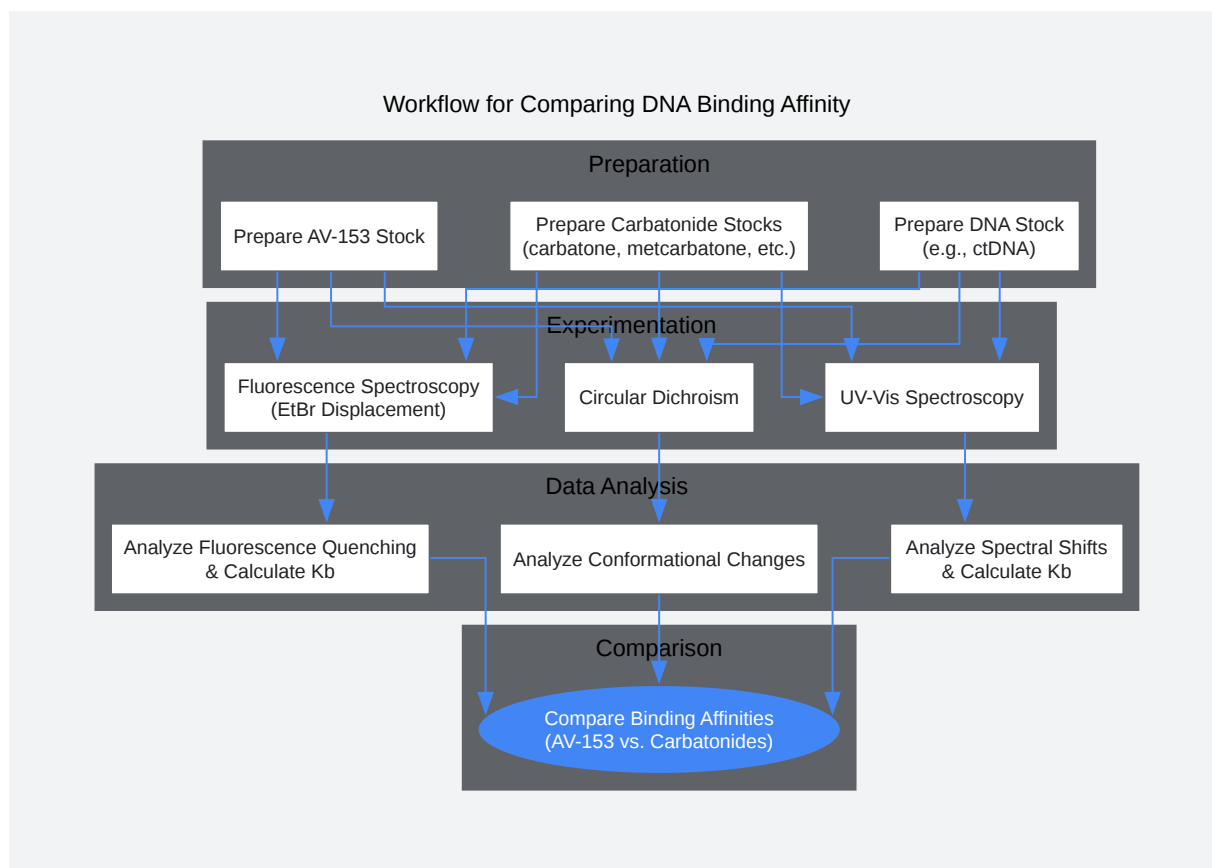 Workflow for Comparing DNA Binding Affinity
Preparation
Prepare AV-153 Stock
Prepare Carbatonide Stocks
(carbatone, metcarbatone, etc.)
Prepare DNA Stock
(e.g., ctDNA)
Experimentation
Fluorescence Spectroscopy
(EtBr Displacement)
Circular Dichroism
UV-Vis Spectroscopy
Data Analysis
Analyze Fluorescence Quenching
& Calculate Kb
Analyze Conformational Changes
Analyze Spectral Shifts
& Calculate Kb
Comparison
Compare Binding Affinities
(AV-153 vs. Carbatonides)